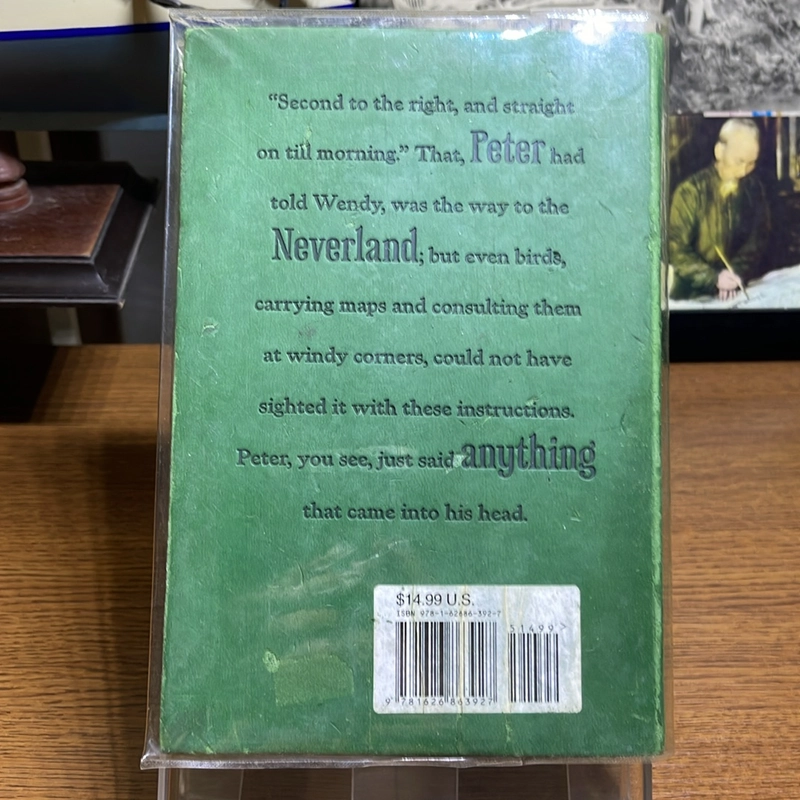 “Second to the right, and straight
on till morning.” That, Peter had
told Wendy, was the way to the
Neverland; but even birds,
carrying maps and consulting them
at windy corners, could not have
sighted it with these instructions.
Peter, you see, just said anything
that came into his head.
$14.99 U.S.
ISBN 978-1-62686-392-7
51499>
9 781626 863927